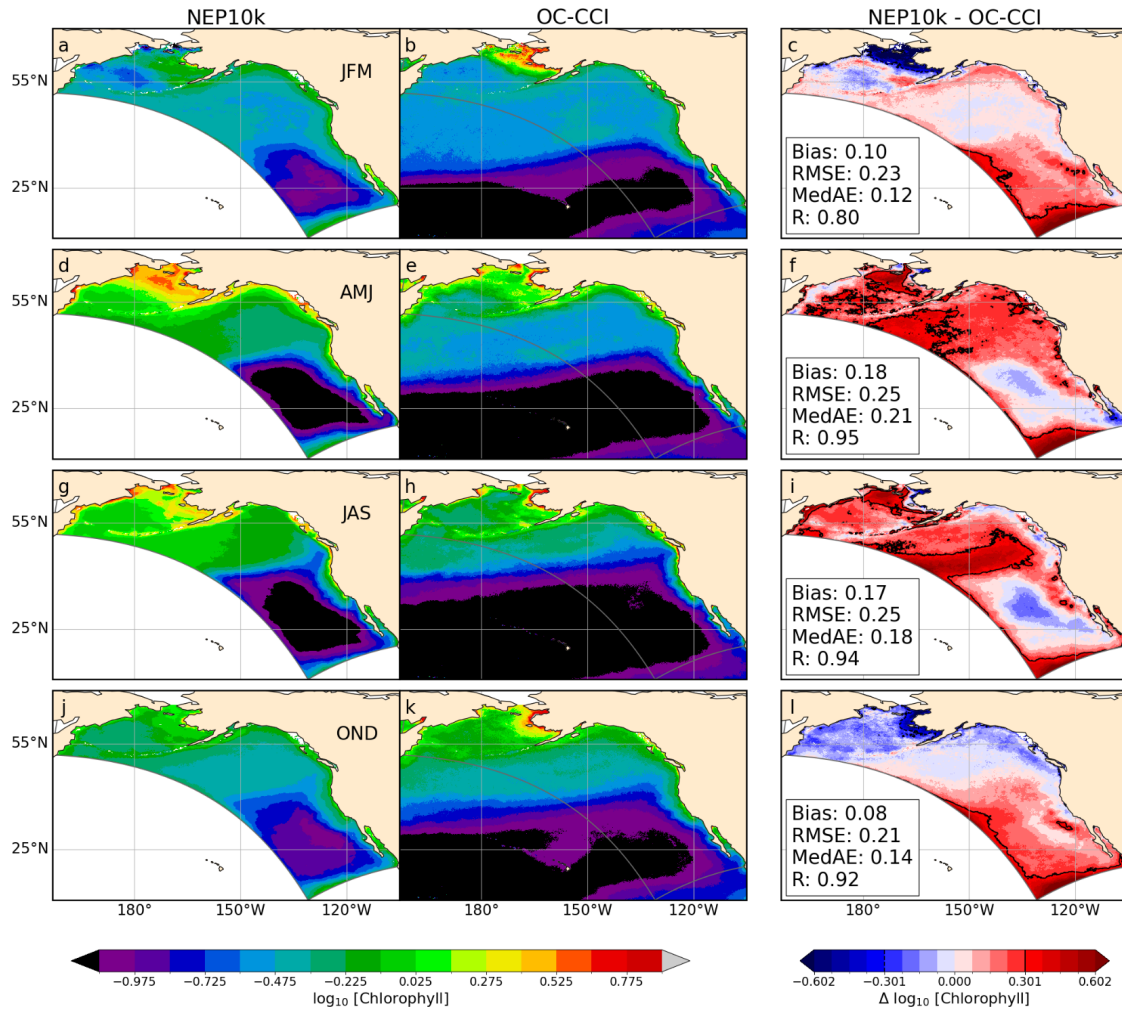 NEP10k OC-CCI NEP10k - OC-CCI
a JFM b c
55°N
25°N
Bias: 0.10
RMSE: 0.23
MedAE: 0.12
R: 0.80
d AMJ e f
55°N
25°N
Bias: 0.18
RMSE: 0.25
MedAE: 0.21
R: 0.95
g JAS h i
55°N
25°N
Bias: 0.17
RMSE: 0.25
MedAE: 0.18
R: 0.94
j OND k l
55°N
25°N
Bias: 0.08
RMSE: 0.21
MedAE: 0.14
R: 0.92
180° 150°W 120°W 180° 150°W 120°W 180° 150°W 120°W
−0.975 −0.725 −0.475 −0.225 0.025 0.275 0.525 0.775
log10 [Chlorophyll]
−0.602 −0.301 0.000 0.301 0.602
Δ log10 [Chlorophyll]